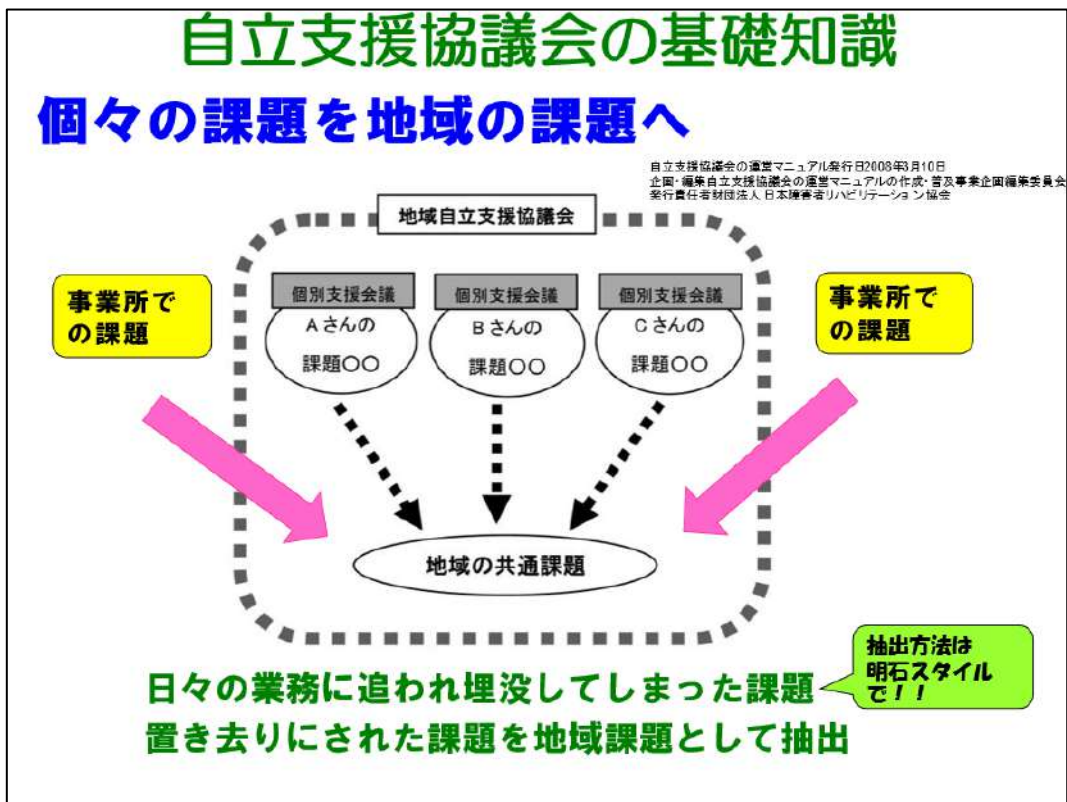 自立支援協議会の基礎知識
個々の課題を地域の課題へ
自立支援協議会の運営マニュアル発行日2008年3月10日
企画・編集自立支援協議会の運営マニュアルの作成・普及事業企画編集委員会
発行責任者財団法人 日本障害者リハビリテーション協会
地域自立支援協議会
事業所で
の課題
個別支援会議
Aさんの
課題〇〇
個別支援会議
Bさんの
課題〇〇
個別支援会議
Cさんの
課題〇〇
事業所で
の課題
地域の共通課題
抽出方法は
明石スタイル
で！！
日々の業務に追われ埋没してしまった課題
置き去りにされた課題を地域課題として抽出